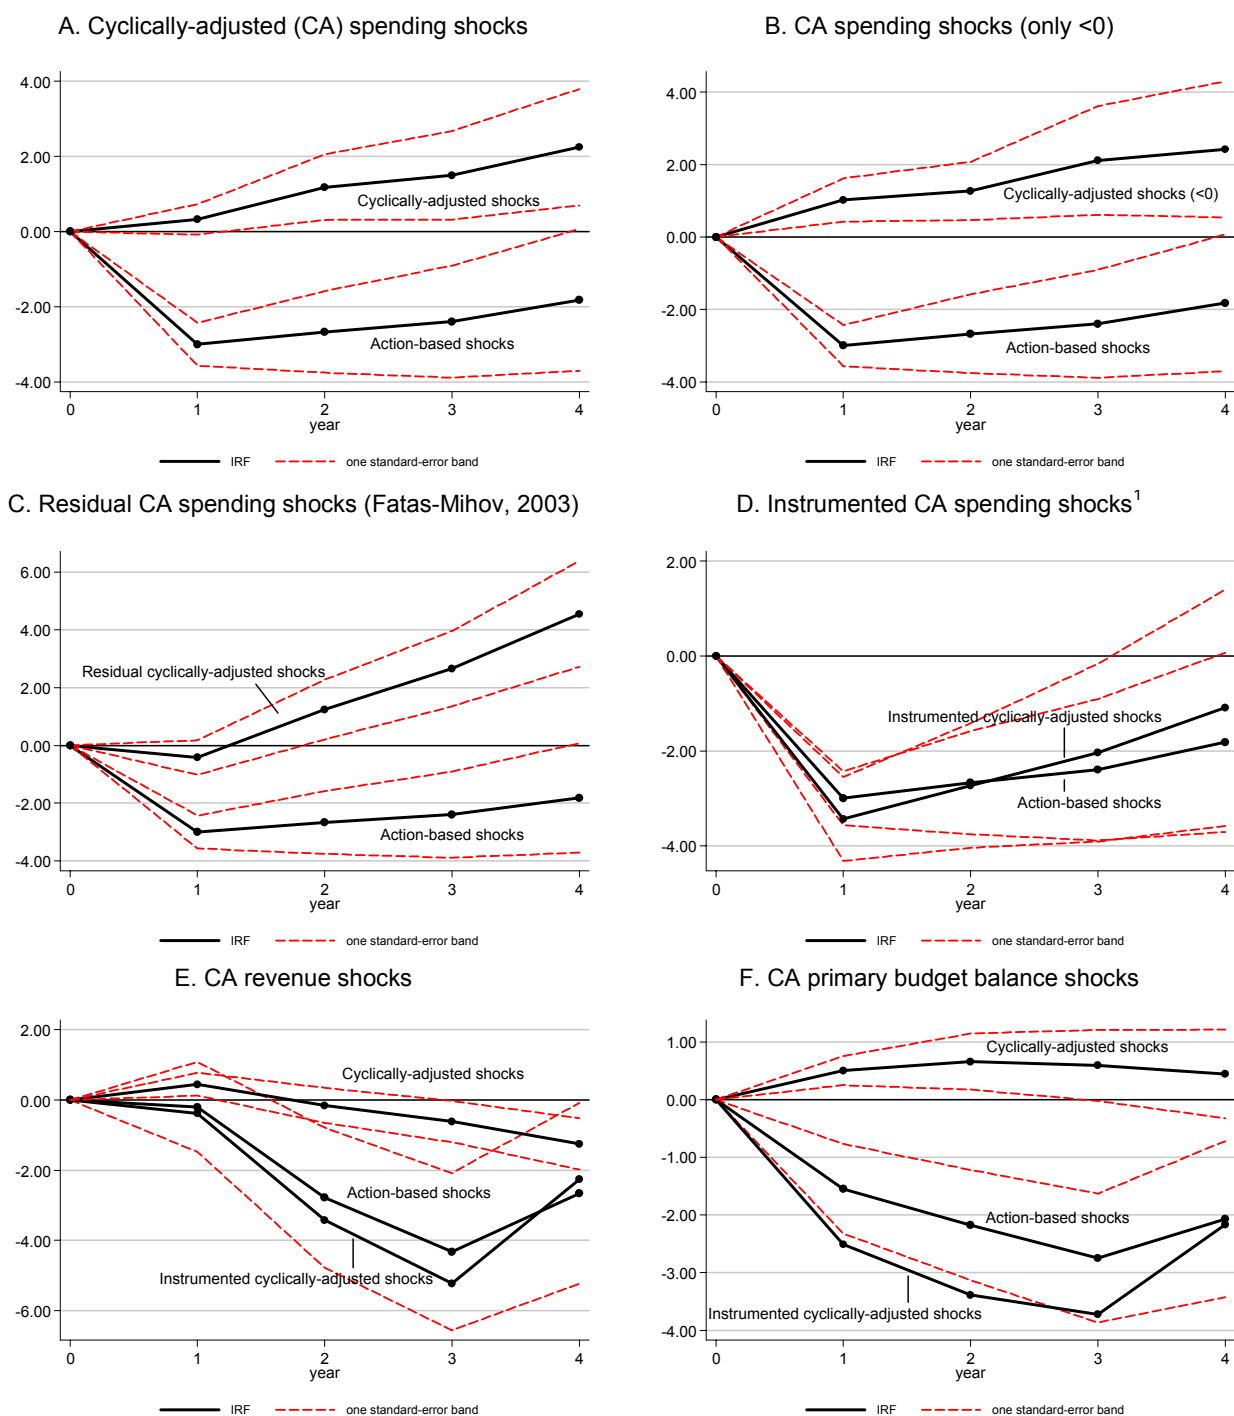 A. Cyclically-adjusted (CA) spending shocks
4.00
2.00
0.00
-2.00
-4.00
Cyclically-adjusted shocks
Action-based shocks
0 1 2 3 4
year
IRF one standard-error band
B. CA spending shocks (only <0)
4.00
2.00
0.00
-2.00
-4.00
Cyclically-adjusted shocks (<0)
Action-based shocks
0 1 2 3 4
year
IRF one standard-error band
C. Residual CA spending shocks (Fatas-Mihov, 2003)
6.00
4.00
2.00
0.00
-2.00
-4.00
Residual cyclically-adjusted shocks
Action-based shocks
0 1 2 3 4
year
IRF one standard-error band
D. Instrumented CA spending shocks¹
2.00
0.00
-2.00
-4.00
Instrumented cyclically-adjusted shocks
Action-based shocks
0 1 2 3 4
year
IRF one standard-error band
E. CA revenue shocks
2.00
0.00
-2.00
-4.00
-6.00
Cyclically-adjusted shocks
Action-based shocks
Instrumented cyclically-adjusted shocks
0 1 2 3 4
year
IRF one standard-error band
F. CA primary budget balance shocks
1.00
0.00
-1.00
-2.00
-3.00
-4.00
Cyclically-adjusted shocks
Action-based shocks
Instrumented cyclically-adjusted shocks
0 1 2 3 4
year
IRF one standard-error band